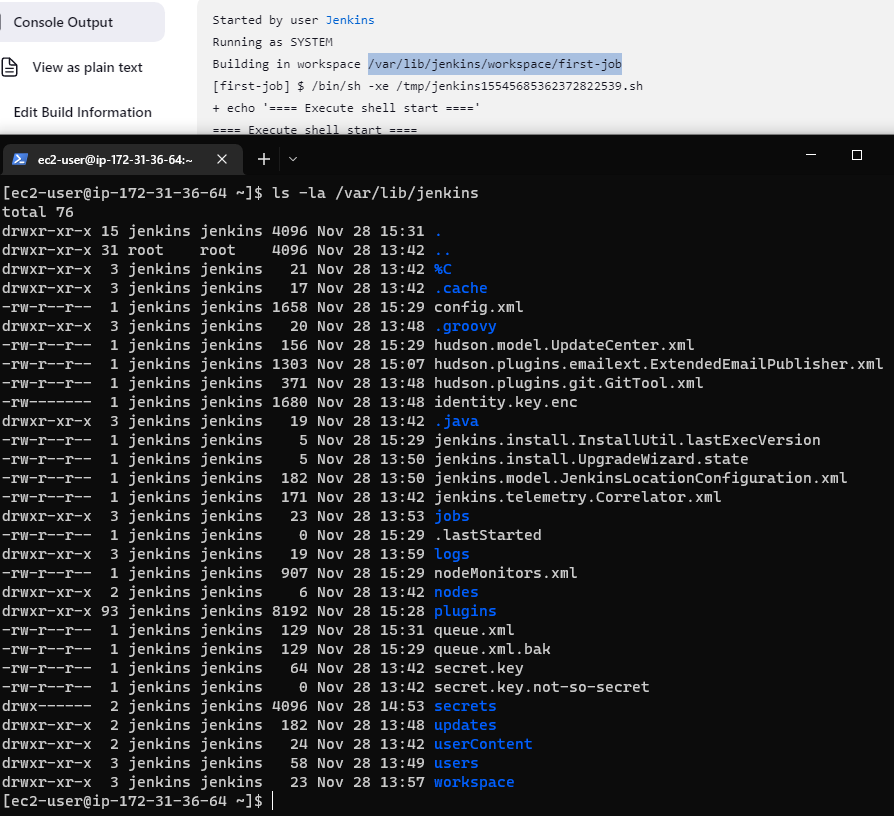 Console Output
View as plain text
Edit Build Information
Started by user Jenkins
Running as SYSTEM
Building in workspace /var/lib/jenkins/workspace/first-job
[first-job] $ /bin/sh -xe /tmp/jenkins15545685362372822539.sh
+ echo '==== Execute shell start ===='
==== Execute shell start ====
ec2-user@ip-172-31-36-64:~
[ec2-user@ip-172-31-36-64 ~]$ ls -la /var/lib/jenkins
total 76
drwxr-xr-x 15 jenkins jenkins 4096 Nov 28 15:31 .
drwxr-xr-x 31 root    root    4096 Nov 28 13:42 ..
drwxr-xr-x  3 jenkins jenkins   21 Nov 28 13:42 %C
drwxr-xr-x  3 jenkins jenkins   17 Nov 28 13:42 .cache
-rw-r--r--  1 jenkins jenkins 1658 Nov 28 15:29 config.xml
drwxr-xr-x  3 jenkins jenkins   20 Nov 28 13:48 .groovy
-rw-r--r--  1 jenkins jenkins  156 Nov 28 15:29 hudson.model.UpdateCenter.xml
-rw-r--r--  1 jenkins jenkins 1303 Nov 28 15:07 hudson.plugins.emailext.ExtendedEmailPublisher.xml
-rw-r--r--  1 jenkins jenkins  371 Nov 28 13:48 hudson.plugins.git.GitTool.xml
-rw-------  1 jenkins jenkins 1680 Nov 28 13:48 identity.key.enc
drwxr-xr-x  3 jenkins jenkins   19 Nov 28 13:42 .java
-rw-r--r--  1 jenkins jenkins    5 Nov 28 15:29 jenkins.install.InstallUtil.lastExecVersion
-rw-r--r--  1 jenkins jenkins    5 Nov 28 13:50 jenkins.install.UpgradeWizard.state
-rw-r--r--  1 jenkins jenkins  182 Nov 28 13:50 jenkins.model.JenkinsLocationConfiguration.xml
-rw-r--r--  1 jenkins jenkins  171 Nov 28 13:42 jenkins.telemetry.Correlator.xml
drwxr-xr-x  3 jenkins jenkins   23 Nov 28 13:53 jobs
-rw-r--r--  1 jenkins jenkins    0 Nov 28 15:29 .lastStarted
drwxr-xr-x  3 jenkins jenkins   19 Nov 28 13:59 logs
-rw-r--r--  1 jenkins jenkins  907 Nov 28 15:29 nodeMonitors.xml
drwxr-xr-x  2 jenkins jenkins    6 Nov 28 13:42 nodes
drwxr-xr-x 93 jenkins jenkins 8192 Nov 28 15:28 plugins
-rw-r--r--  1 jenkins jenkins  129 Nov 28 15:31 queue.xml
-rw-r--r--  1 jenkins jenkins  129 Nov 28 15:29 queue.xml.bak
-rw-r--r--  1 jenkins jenkins   64 Nov 28 13:42 secret.key
-rw-r--r--  1 jenkins jenkins    0 Nov 28 13:42 secret.key.not-so-secret
drwx------  2 jenkins jenkins 4096 Nov 28 14:53 secrets
drwxr-xr-x  2 jenkins jenkins  182 Nov 28 13:48 updates
drwxr-xr-x  2 jenkins jenkins   24 Nov 28 13:42 userContent
drwxr-xr-x  3 jenkins jenkins   58 Nov 28 13:49 users
drwxr-xr-x  3 jenkins jenkins   23 Nov 28 13:57 workspace
[ec2-user@ip-172-31-36-64 ~]$